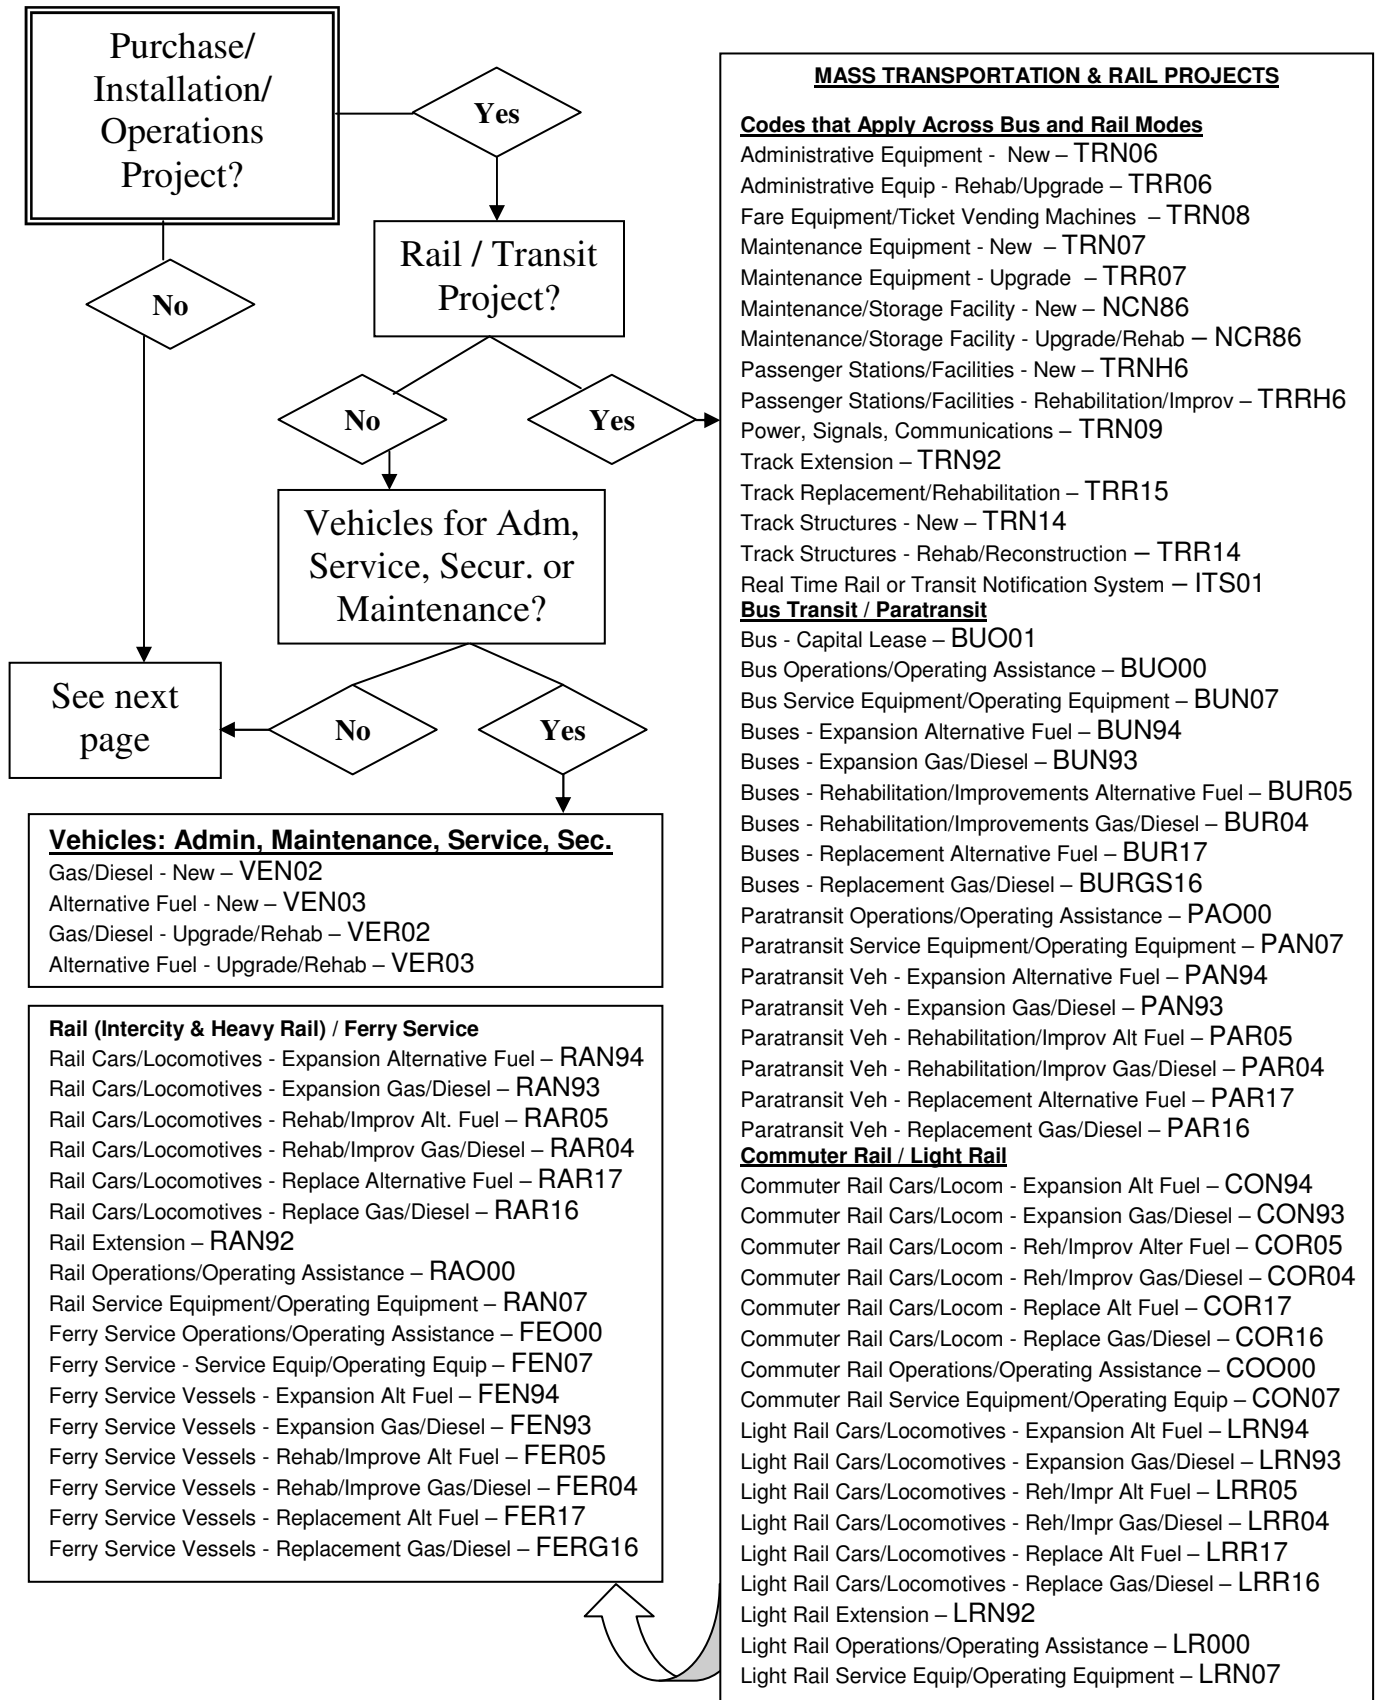 Purchase/
Installation/
Operations
Project?
Yes
No
Rail / Transit
Project?
No
Yes
Vehicles for Adm,
Service, Secur. or
Maintenance?
See next
page
No
Yes
Vehicles: Admin, Maintenance, Service, Sec.
Gas/Diesel - New – VEN02
Alternative Fuel - New – VEN03
Gas/Diesel - Upgrade/Rehab – VER02
Alternative Fuel - Upgrade/Rehab – VER03
Rail (Intercity & Heavy Rail) / Ferry Service
Rail Cars/Locomotives - Expansion Alternative Fuel – RAN94
Rail Cars/Locomotives - Expansion Gas/Diesel – RAN93
Rail Cars/Locomotives - Rehab/Improv Alt. Fuel – RAR05
Rail Cars/Locomotives - Rehab/Improv Gas/Diesel – RAR04
Rail Cars/Locomotives - Replace Alternative Fuel – RAR17
Rail Cars/Locomotives - Replace Gas/Diesel – RAR16
Rail Extension – RAN92
Rail Operations/Operating Assistance – RAO00
Rail Service Equipment/Operating Equipment – RAN07
Ferry Service Operations/Operating Assistance – FEO00
Ferry Service - Service Equip/Operating Equip – FEN07
Ferry Service Vessels - Expansion Alt Fuel – FEN94
Ferry Service Vessels - Expansion Gas/Diesel – FEN93
Ferry Service Vessels - Rehab/Improve Alt Fuel – FER05
Ferry Service Vessels - Rehab/Improve Gas/Diesel – FER04
Ferry Service Vessels - Replacement Alt Fuel – FER17
Ferry Service Vessels - Replacement Gas/Diesel – FERG16
MASS TRANSPORTATION & RAIL PROJECTS
Codes that Apply Across Bus and Rail Modes
Administrative Equipment - New – TRN06
Administrative Equip - Rehab/Upgrade – TRR06
Fare Equipment/Ticket Vending Machines – TRN08
Maintenance Equipment - New – TRN07
Maintenance Equipment - Upgrade – TRR07
Maintenance/Storage Facility - New – NCN86
Maintenance/Storage Facility - Upgrade/Rehab – NCR86
Passenger Stations/Facilities - New – TRNH6
Passenger Stations/Facilities - Rehabilitation/Improv – TRRH6
Power, Signals, Communications – TRN09
Track Extension – TRN92
Track Replacement/Rehabilitation – TRR15
Track Structures - New – TRN14
Track Structures - Rehab/Reconstruction – TRR14
Real Time Rail or Transit Notification System – ITS01
Bus Transit / Paratransit
Bus - Capital Lease – BUO01
Bus Operations/Operating Assistance – BUO00
Bus Service Equipment/Operating Equipment – BUN07
Buses - Expansion Alternative Fuel – BUN94
Buses - Expansion Gas/Diesel – BUN93
Buses - Rehabilitation/Improvements Alternative Fuel – BUR05
Buses - Rehabilitation/Improvements Gas/Diesel – BUR04
Buses - Replacement Alternative Fuel – BUR17
Buses - Replacement Gas/Diesel – BURGS16
Paratransit Operations/Operating Assistance – PAO00
Paratransit Service Equipment/Operating Equipment – PAN07
Paratransit Veh - Expansion Alternative Fuel – PAN94
Paratransit Veh - Expansion Gas/Diesel – PAN93
Paratransit Veh - Rehabilitation/Improv Alt Fuel – PAR05
Paratransit Veh - Rehabilitation/Improv Gas/Diesel – PAR04
Paratransit Veh - Replacement Alternative Fuel – PAR17
Paratransit Veh - Replacement Gas/Diesel – PAR16
Commuter Rail / Light Rail
Commuter Rail Cars/Locom - Expansion Alt Fuel – CON94
Commuter Rail Cars/Locom - Expansion Gas/Diesel – CON93
Commuter Rail Cars/Locom - Reh/Improv Alter Fuel – COR05
Commuter Rail Cars/Locom - Reh/Improv Gas/Diesel – COR04
Commuter Rail Cars/Locom - Replace Alt Fuel – COR17
Commuter Rail Cars/Locom - Replace Gas/Diesel – COR16
Commuter Rail Operations/Operating Assistance – COO00
Commuter Rail Service Equipment/Operating Equip – CON07
Light Rail Cars/Locomotives - Expansion Alt Fuel – LRN94
Light Rail Cars/Locomotives - Expansion Gas/Diesel – LRN93
Light Rail Cars/Locomotives - Reh/Impr Alt Fuel – LRR05
Light Rail Cars/Locomotives - Reh/Impr Gas/Diesel – LRR04
Light Rail Cars/Locomotives - Replace Alt Fuel – LRR17
Light Rail Cars/Locomotives - Replace Gas/Diesel – LRR16
Light Rail Extension – LRN92
Light Rail Operations/Operating Assistance – LR000
Light Rail Service Equip/Operating Equipment – LRN07